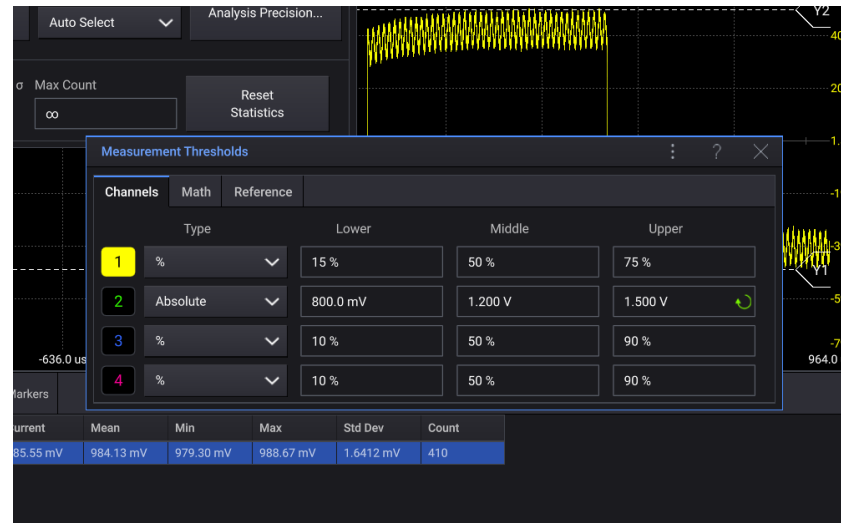 Auto Select
Analysis Precision...
Y2
σ Max Count
∞
Reset
Statistics
Measurement Thresholds
?
Channels Math Reference
Type Lower Middle Upper
1 % 15 % 50 % 75 %
2 Absolute 800.0 mV 1.200 V 1.500 V
3 % 10 % 50 % 90 %
4 % 10 % 50 % 90 %
Y1
-636.0 us
964.0
Markers
Current Mean Min Max Std Dev Count
85.55 mV 984.13 mV 979.30 mV 988.67 mV 1.6412 mV 410